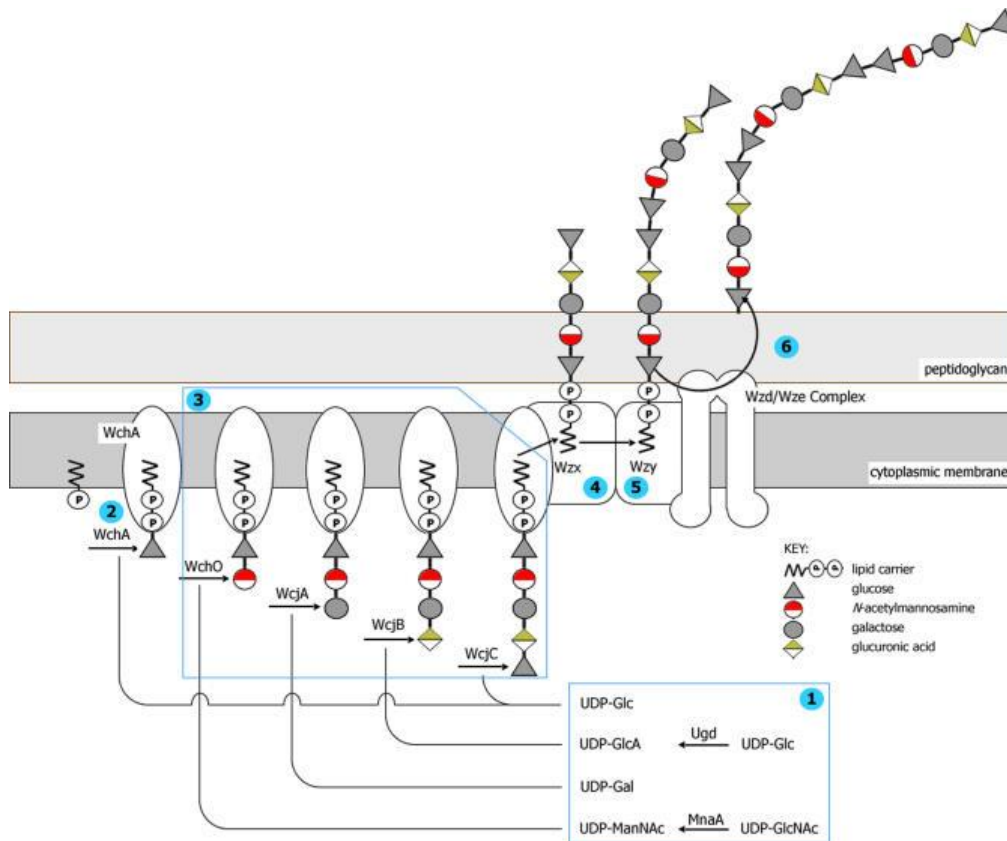 6
peptidoglycan
3
P
P
P
P
Wzd/Wze Complex
WchA
Wzx
Wzy
cytoplasmic membrane
4
5
P
P
P
P
P
P
P
P
P
P
P
2
WchA
WchO
WcjA
WcjB
WcjC
KEY:
P P lipid carrier
glucose
N-acetylmannosamine
galactose
glucuronic acid
1
UDP-Glc
UDP-GlcA Ugd UDP-Glc
UDP-Gal
UDP-ManNAc MnaA UDP-GlcNAc